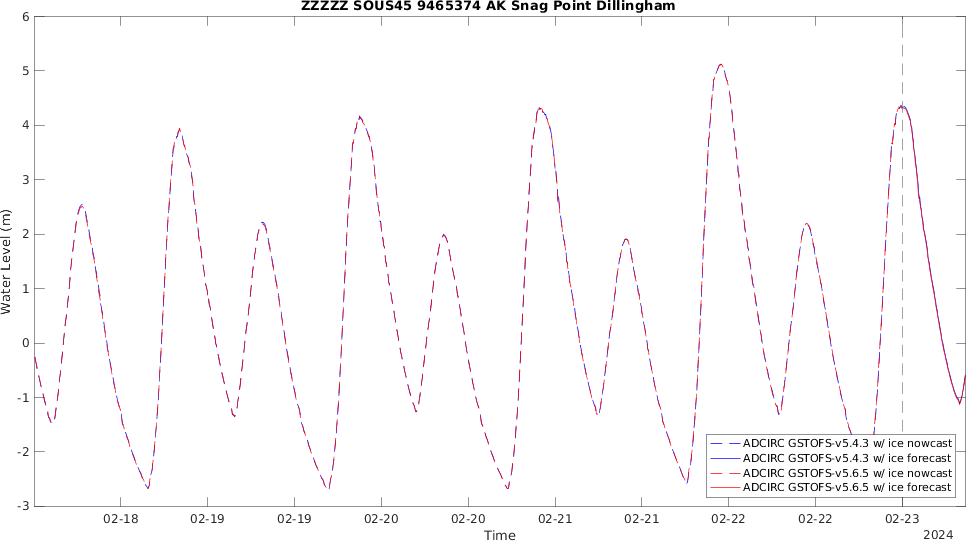 ZZZZZ SOUS45 9465374 AK Snag Point Dillingham
6
5
4
3
2
1
0
-1
-2
-3
Water Level (m)
ADCIRC GSTOFS-v5.4.3 w/ ice nowcast
ADCIRC GSTOFS-v5.4.3 w/ ice forecast
ADCIRC GSTOFS-v5.6.5 w/ ice nowcast
ADCIRC GSTOFS-v5.6.5 w/ ice forecast
02-18 02-19 02-19 02-20 02-20 02-21 02-21 02-22 02-22 02-23
Time
2024